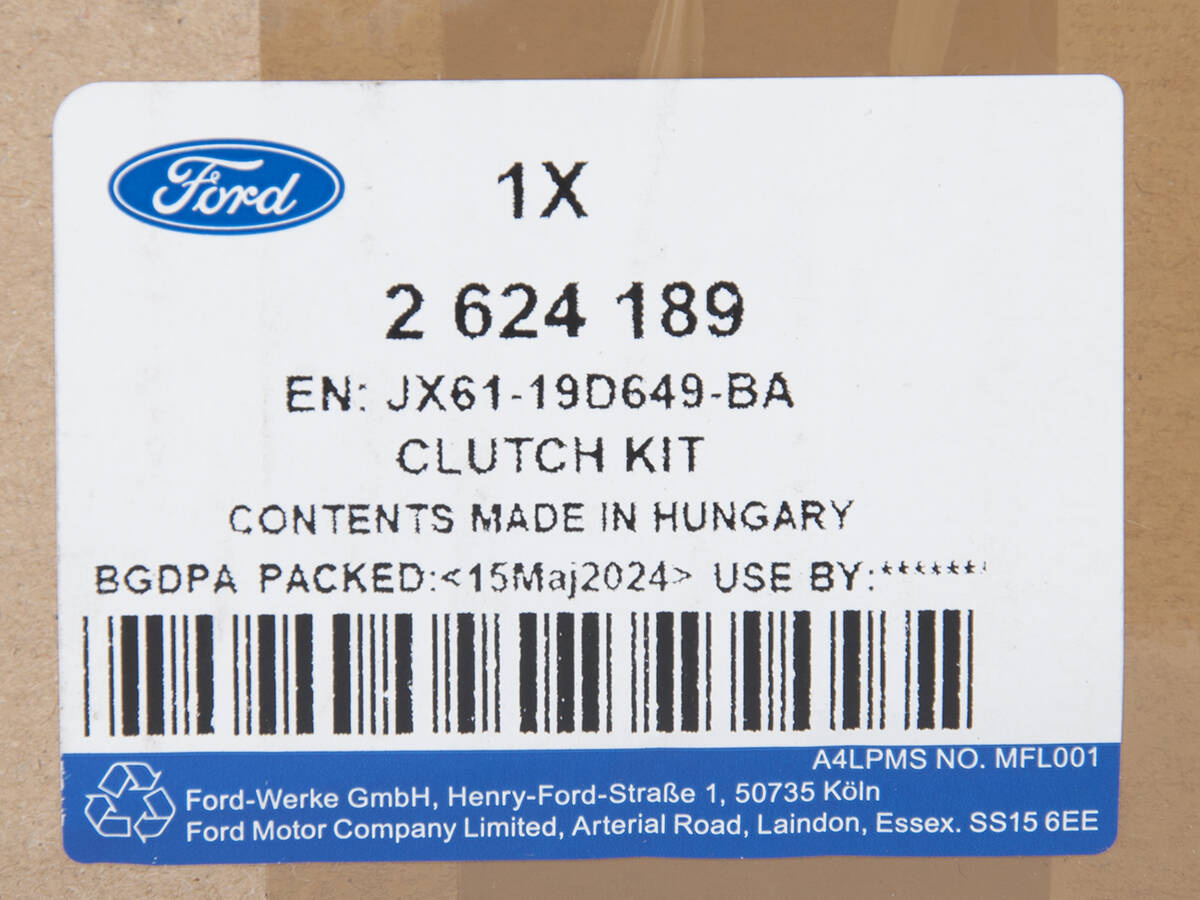 Ford
1X
2 624 189
EN: JX61-19D649-BA
CLUTCH KIT
CONTENTS MADE IN HUNGARY
BGDPA PACKED:<15Maj2024> USE BY:*******
A4LPMS NO. MFL001
Ford-Werke GmbH, Henry-Ford-Straße 1, 50735 Köln
Ford Motor Company Limited, Arterial Road, Laindon, Essex. SS15 6EE